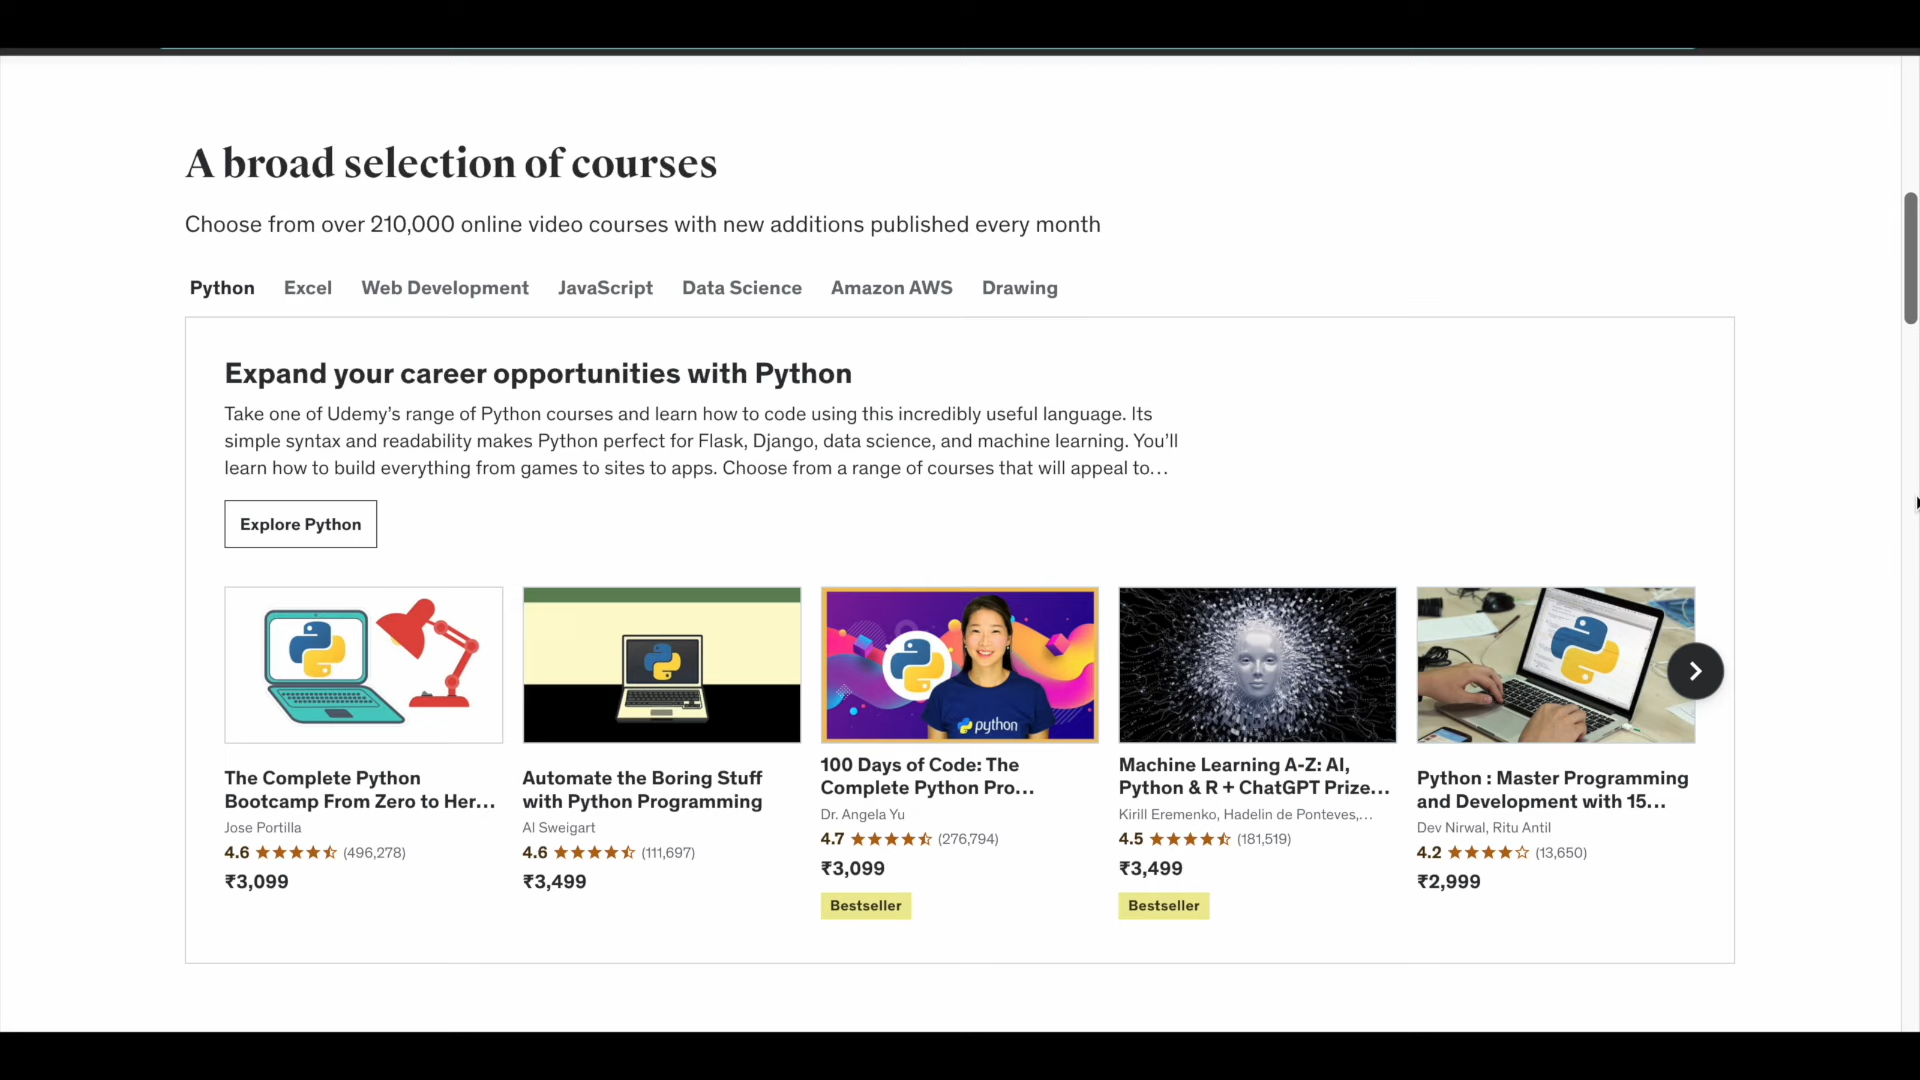 A broad selection of courses
Choose from over 210,000 online video courses with new additions published every month
Python Excel Web Development JavaScript Data Science Amazon AWS Drawing
Expand your career opportunities with Python
Take one of Udemy’s range of Python courses and learn how to code using this incredibly useful language. Its
simple syntax and readability makes Python perfect for Flask, Django, data science, and machine learning. You’ll
learn how to build everything from games to sites to apps. Choose from a range of courses that will appeal to…
Explore Python
python
The Complete Python
Bootcamp From Zero to Her…
Jose Portilla
4.6 (496,278)
₹3,099
Automate the Boring Stuff
with Python Programming
Al Sweigart
4.6 (111,697)
₹3,499
100 Days of Code: The
Complete Python Pro…
Dr. Angela Yu
4.7 (276,794)
₹3,099
Bestseller
Machine Learning A-Z: AI,
Python & R + ChatGPT Prize…
Kirill Eremenko, Hadelin de Ponteves,…
4.5 (181,519)
₹3,499
Bestseller
Python : Master Programming
and Development with 15…
Dev Nirwal, Ritu Antil
4.2 (13,650)
₹2,999